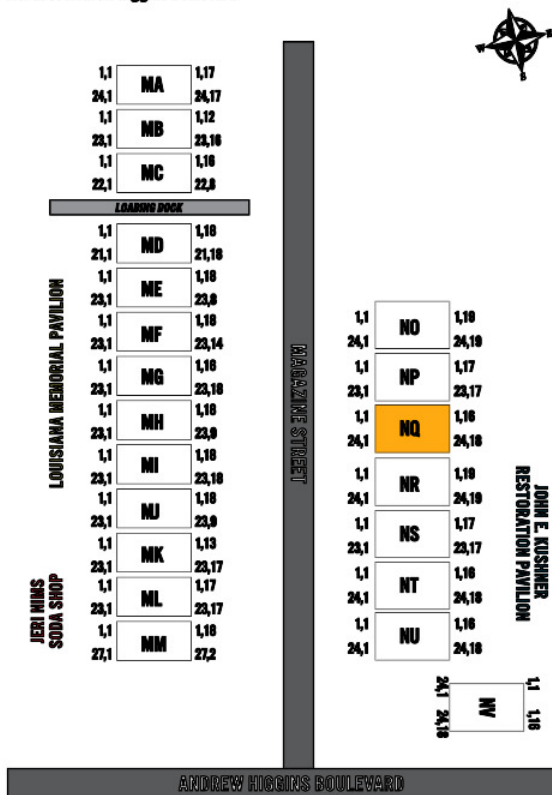 N
W
E
S
1,1 MA 1,17
24,1 24,17
1,1 MB 1,12
23,1 23,16
1,1 MC 1,16
22,1 22,8
LOADING DOCK
1,1 MD 1,18
21,1 21,18
1,1 ME 1,18
23,1 23,8
1,1 MF 1,18
23,1 23,14
1,1 MG 1,16
23,1 23,18
1,1 MH 1,18
23,1 23,9
1,1 MI 1,18
23,1 23,18
1,1 MJ 1,18
23,1 23,9
1,1 MK 1,13
23,1 23,17
1,1 ML 1,17
23,1 23,17
1,1 MM 1,18
27,1 27,2
LOUISIANA MEMORIAL PAVILION
JERI NIMS
SODA SHOP
MAGAZINE STREET
1,1 NO 1,19
24,1 24,19
1,1 NP 1,17
23,1 23,17
1,1 NQ 1,16
24,1 24,18
1,1 NR 1,19
24,1 24,19
1,1 NS 1,17
23,1 23,17
1,1 NT 1,16
24,1 24,18
1,1 NU 1,16
24,1 24,18
JOHN E. KUSHNER
RESTORATION PAVILION
24,1 1,1
NV
24,18 1,16
ANDREW HIGGINS BOULEVARD